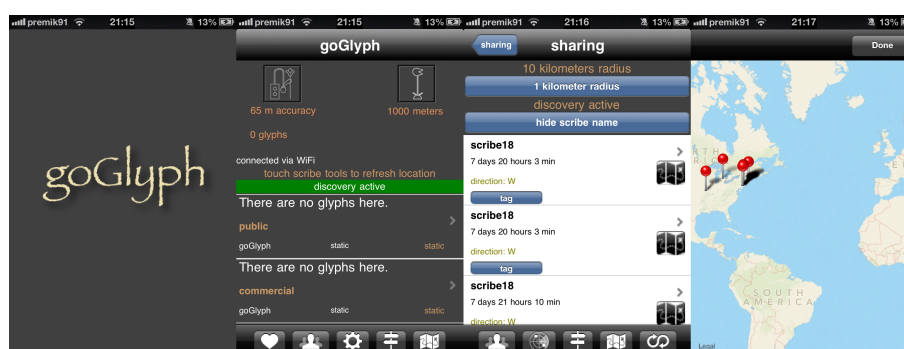 premik91 21:15 13%
goGlyph
premik91 21:15 13%
goGlyph
65 m accuracy 1000 meters
0 glyphs
connected via WiFi
touch scribe tools to refresh location
discovery active
There are no glyphs here.
public
goGlyph static static
There are no glyphs here.
commercial
goGlyph static static
premik91 21:16 13%
sharing sharing
10 kilometers radius
1 kilometer radius
discovery active
hide scribe name
scribe18
7 days 20 hours 3 min
direction: W
tag
scribe18
7 days 20 hours 3 min
direction: W
tag
scribe18
7 days 21 hours 10 min
direction: W
premik91 21:17 13%
Done
NORTH
SOUTH
AMERICA
Legal